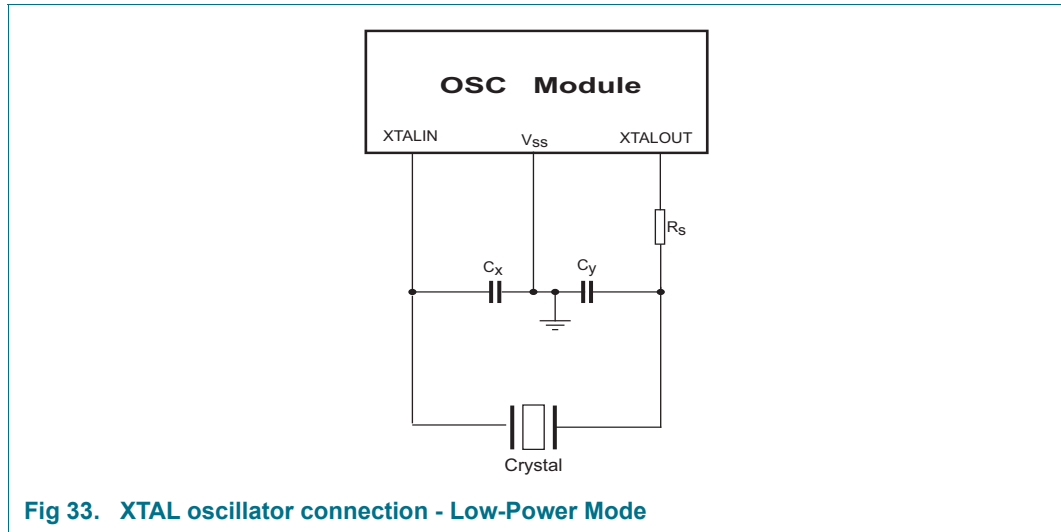 OSC Module
XTALIN
Vss
XTALOUT
Rs
Cx
Cy
Crystal
Fig 33. XTAL oscillator connection - Low-Power Mode